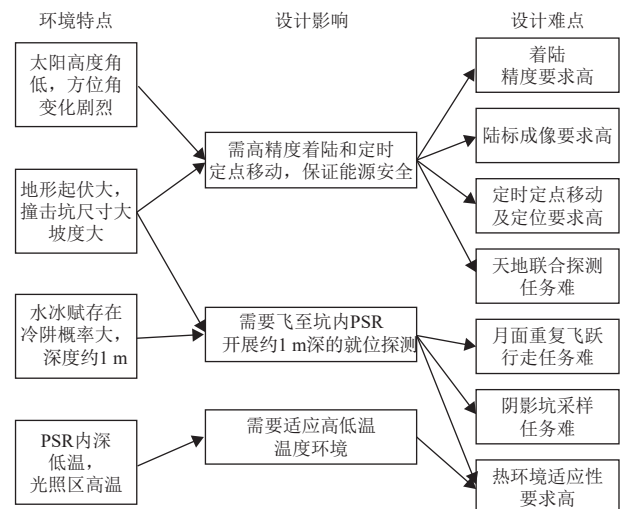 环境特点
设计影响
设计难点
太阳高度角
低，方位角
变化剧烈
地形起伏大，
撞击坑尺寸大
坡度大
水冰赋存在
冷阱概率大，
深度约1 m
PSR内深
低温，
光照区高温
需高精度着陆和定时
定点移动，保证能源安全
需要飞至坑内PSR
开展约1 m深的就位探测
需要适应高低温
温度环境
着陆
精度要求高
陆标成像要求高
定时定点移动
及定位要求高
天地联合探测
任务难
月面重复飞跃
行走任务难
阴影坑采样
任务难
热环境适应性
要求高